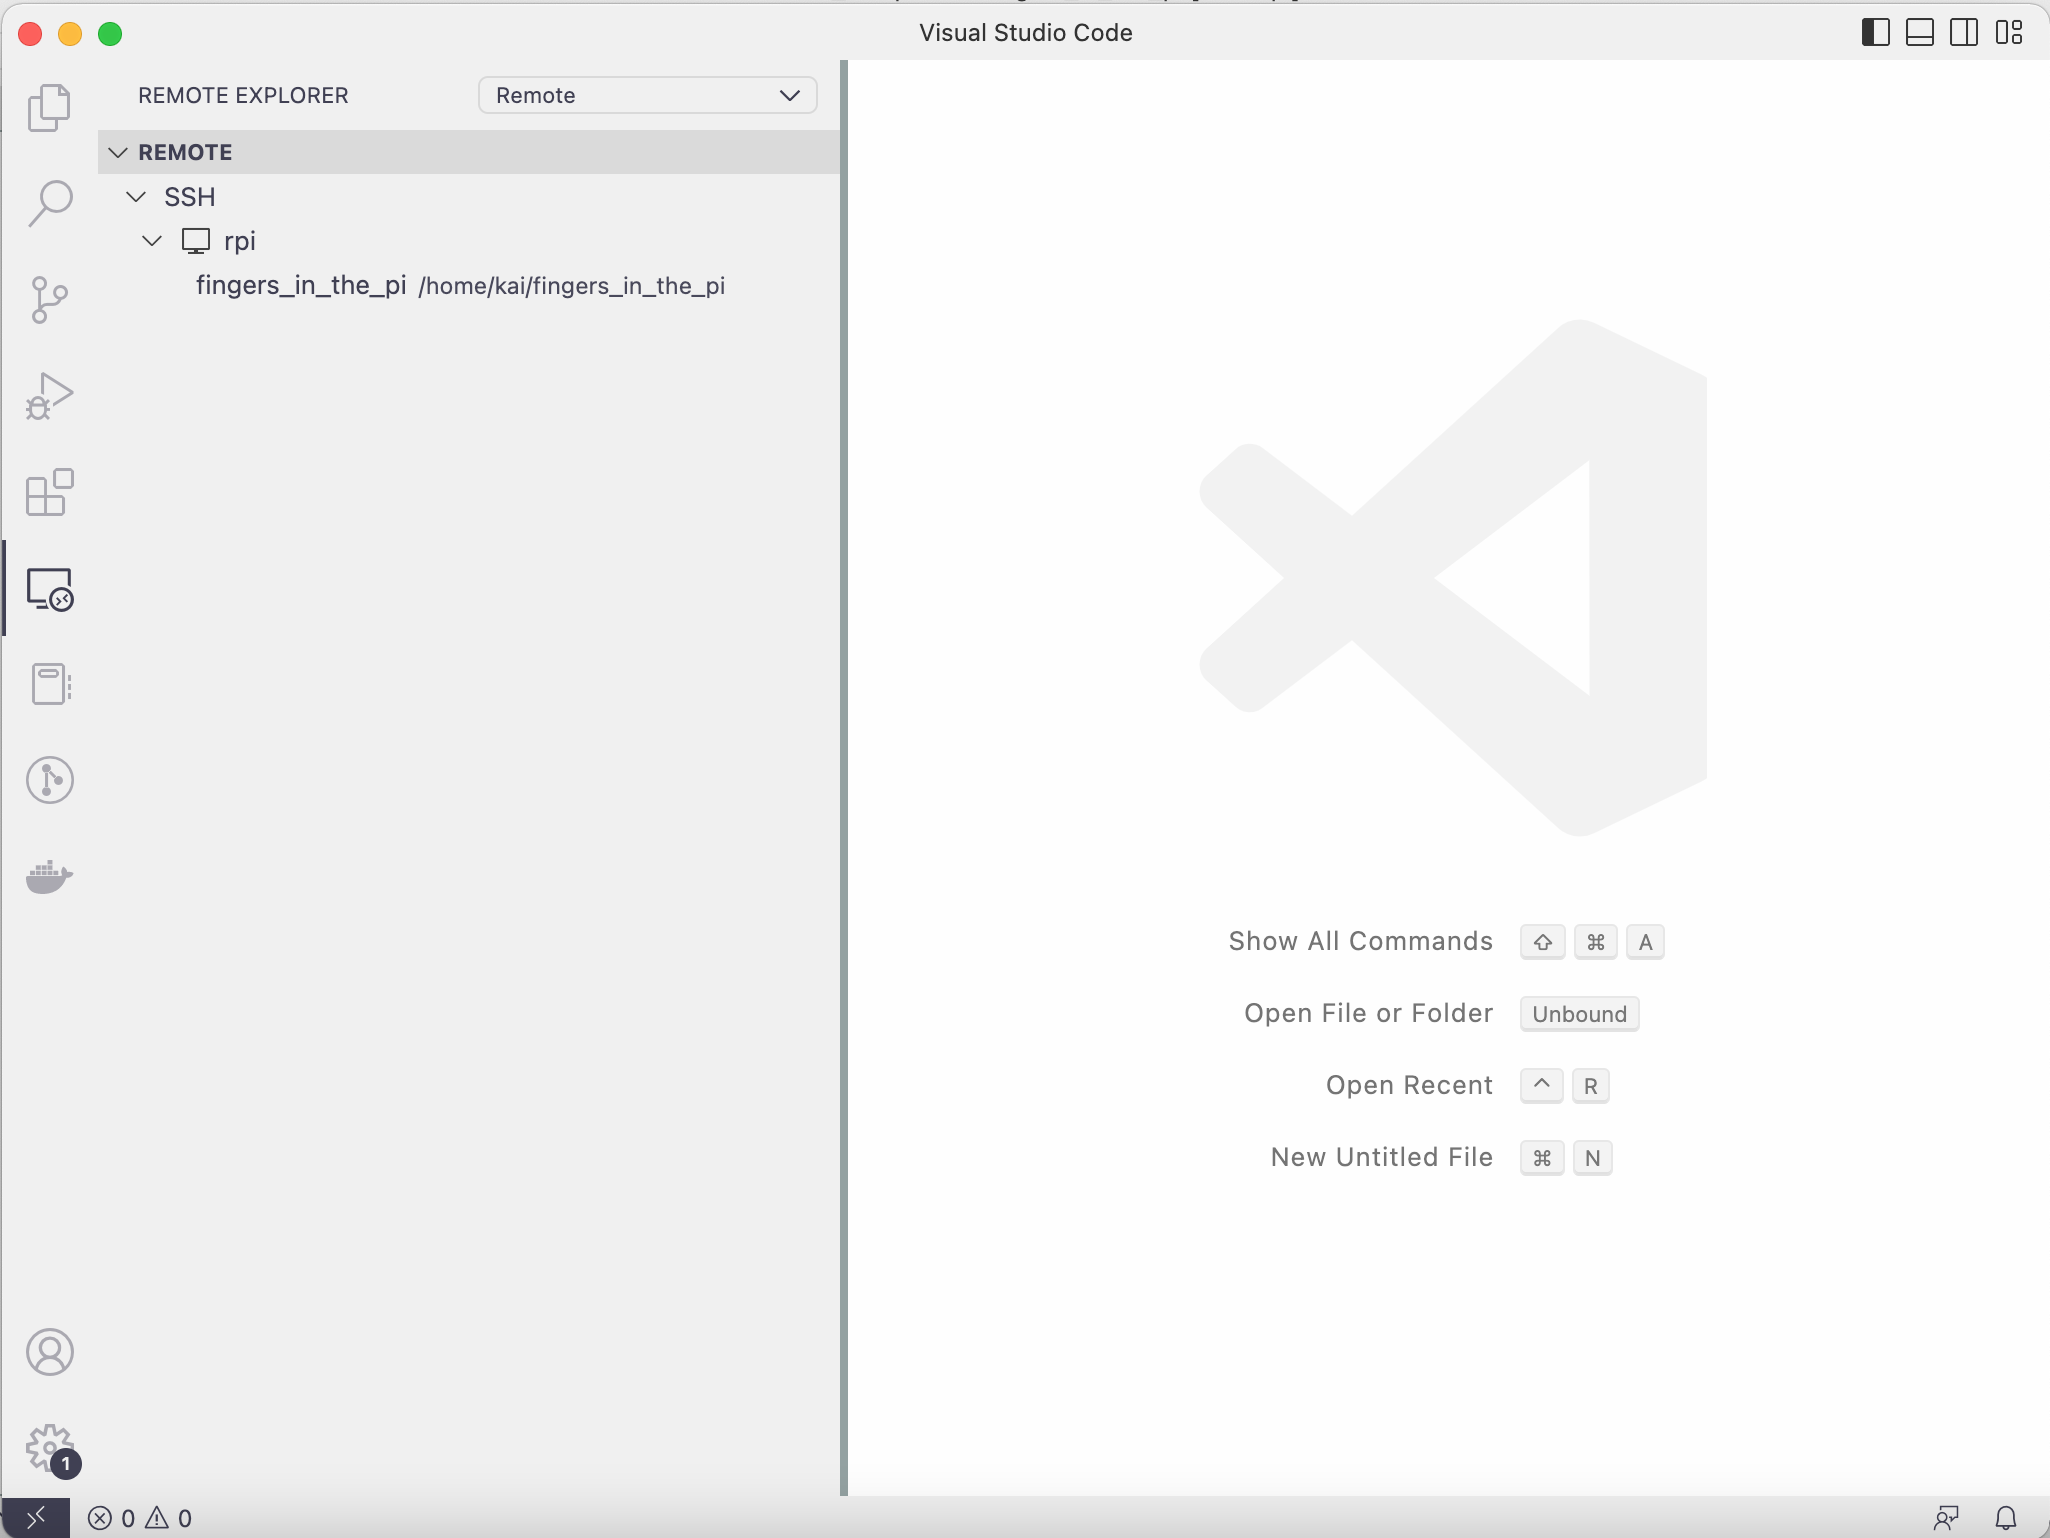 Visual Studio Code
REMOTE EXPLORER Remote
REMOTE
SSH
rpi
fingers_in_the_pi /home/kai/fingers_in_the_pi
Show All Commands ⇧ ⌘ A
Open File or Folder Unbound
Open Recent ^ R
New Untitled File ⌘ N
1
0 0